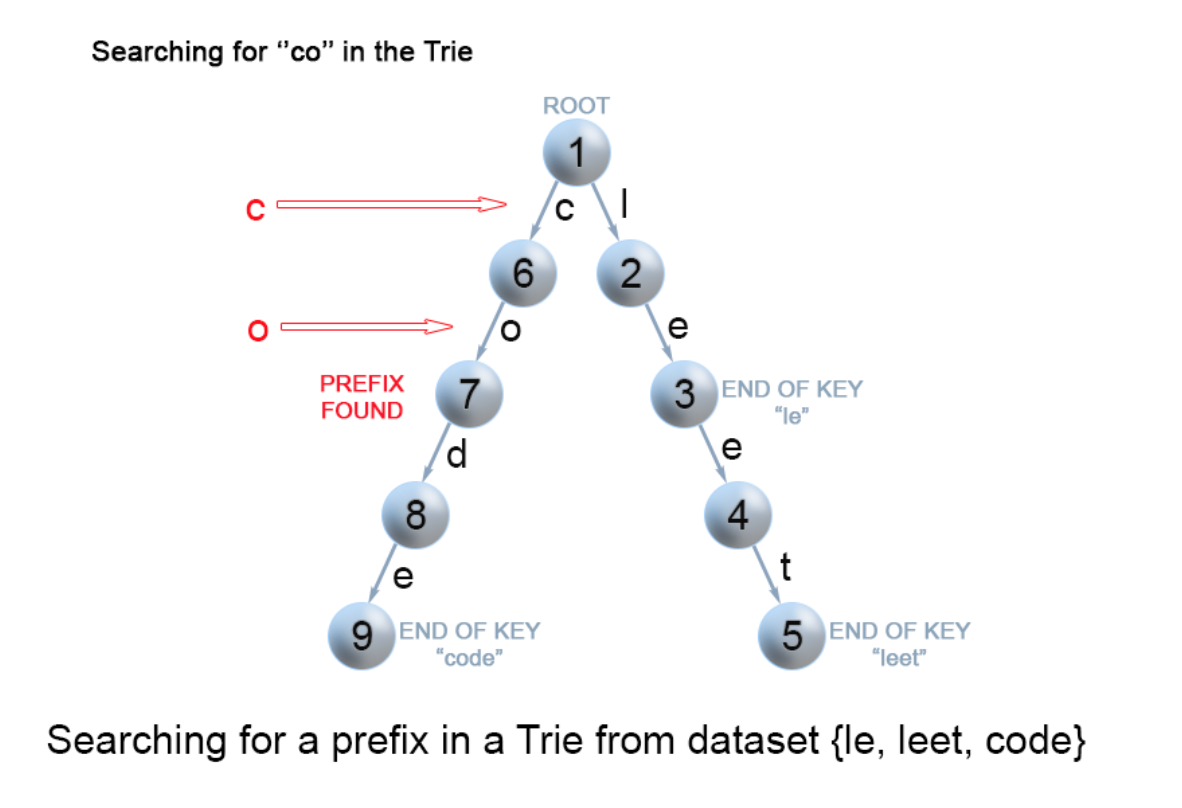 Searching for ‘’co’’ in the Trie
ROOT
1
c
c
l
6
2
o
o
e
PREFIX
FOUND
7
3
END OF KEY
“le”
d
e
8
4
e
t
9
END OF KEY
“code”
5
END OF KEY
“leet”
Searching for a prefix in a Trie from dataset {le, leet, code}